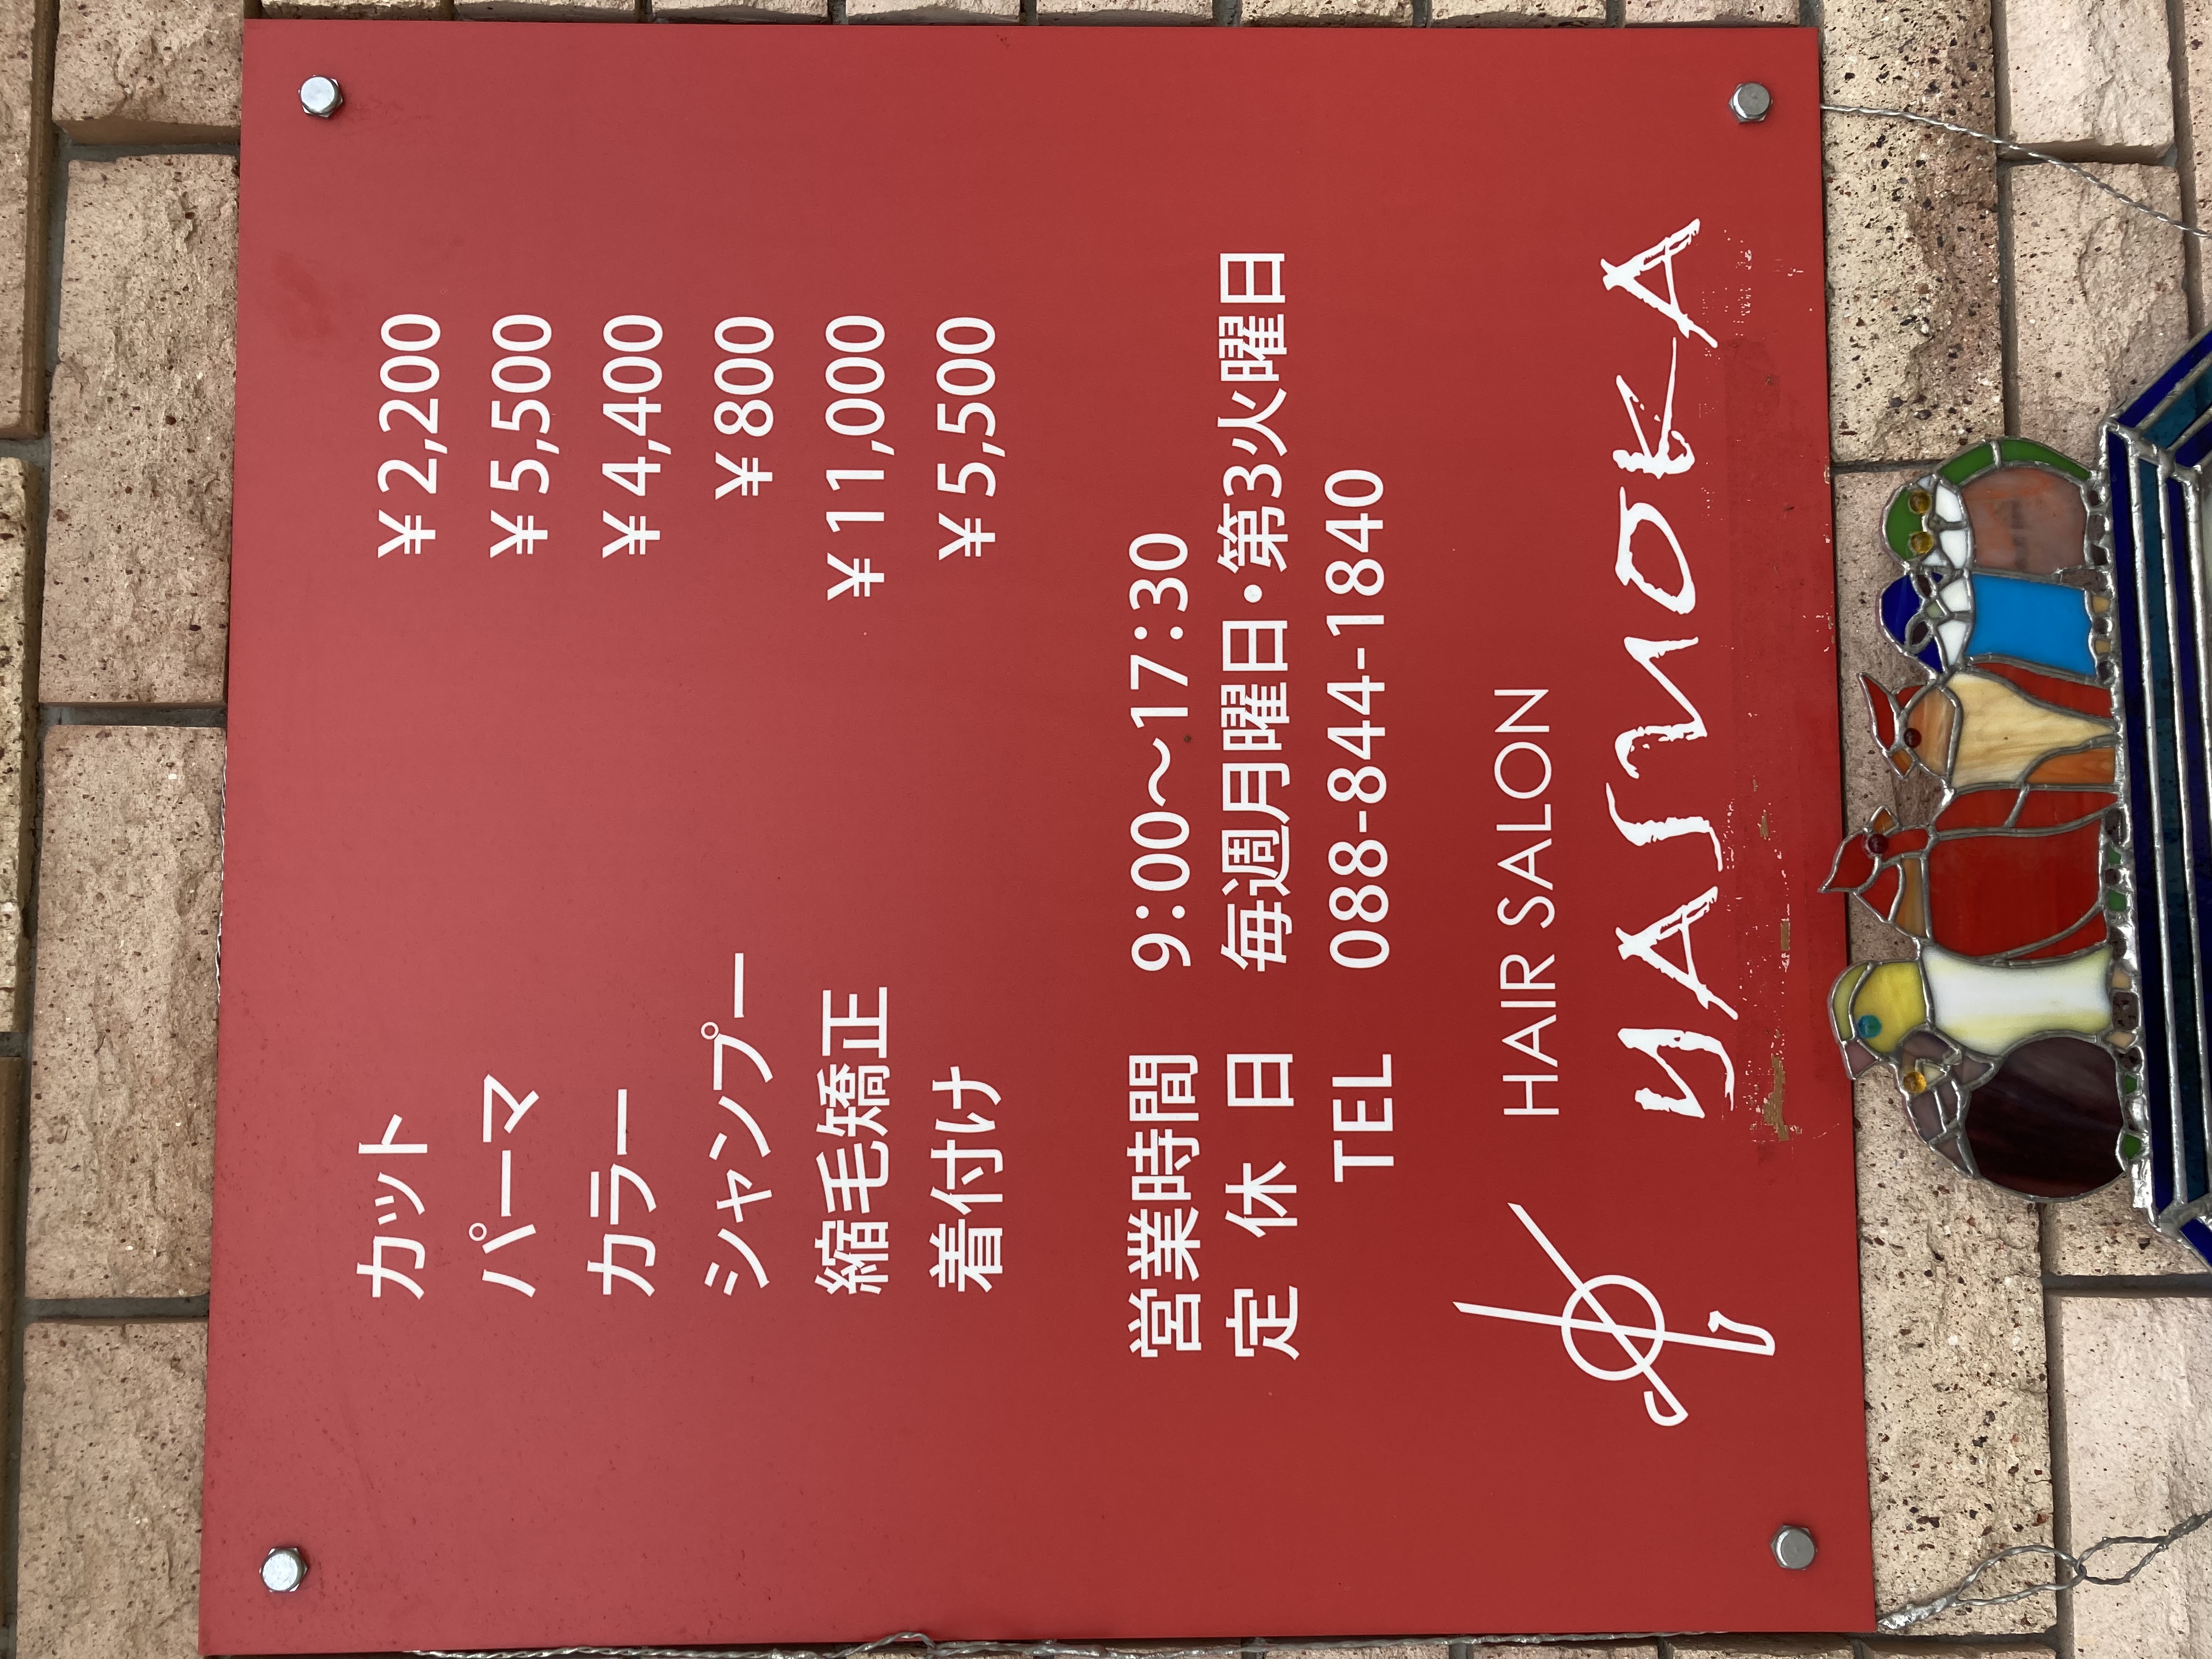 カット ¥2,200
パーマ ¥5,500
カラー ¥4,400
シャンプー ¥800
縮毛矯正 ¥11,000
着付け ¥5,500
営業時間 9:00〜17:30
定休日 毎週月曜日・第3火曜日
TEL 088-844-1840
HAIR SALON
YASUOKA